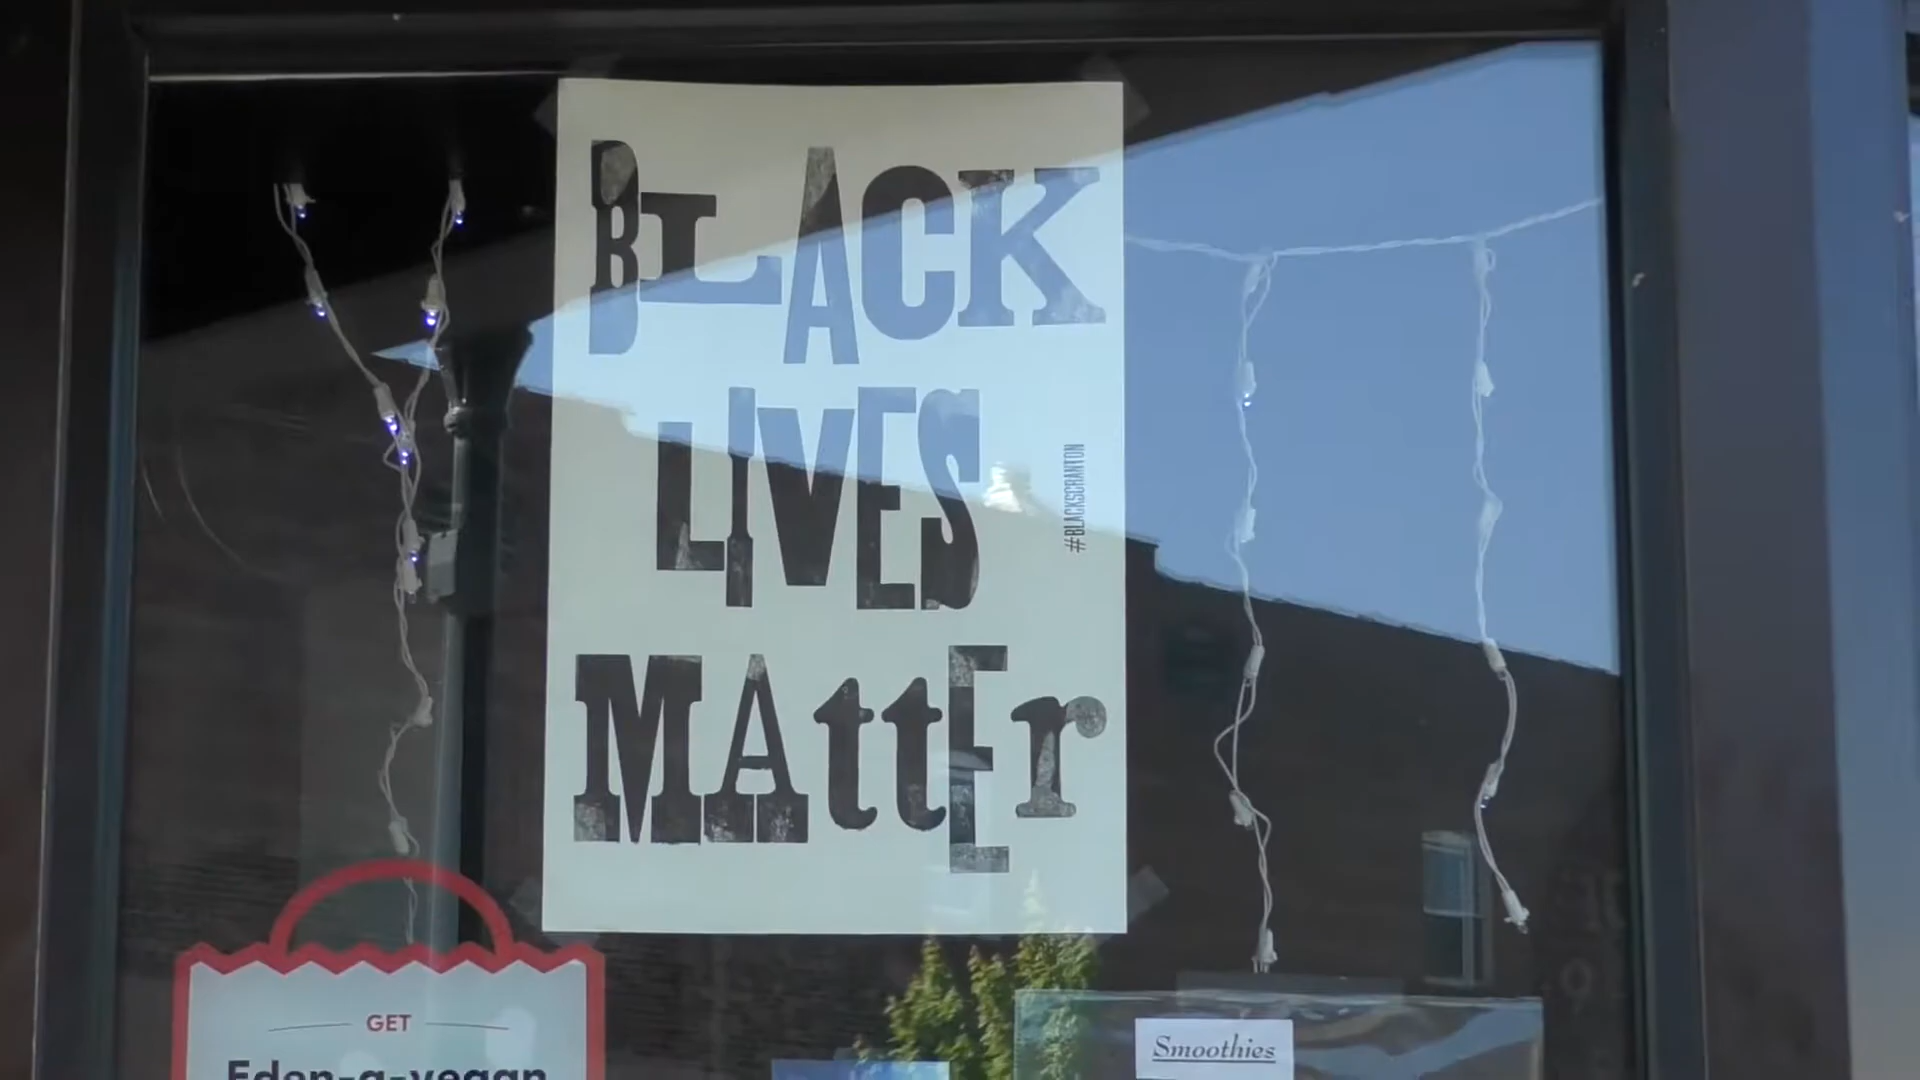 BLACK
LIVES
MAttEr
#BLACKSCRANTON
GET
Eden-a-vegan
Smoothies